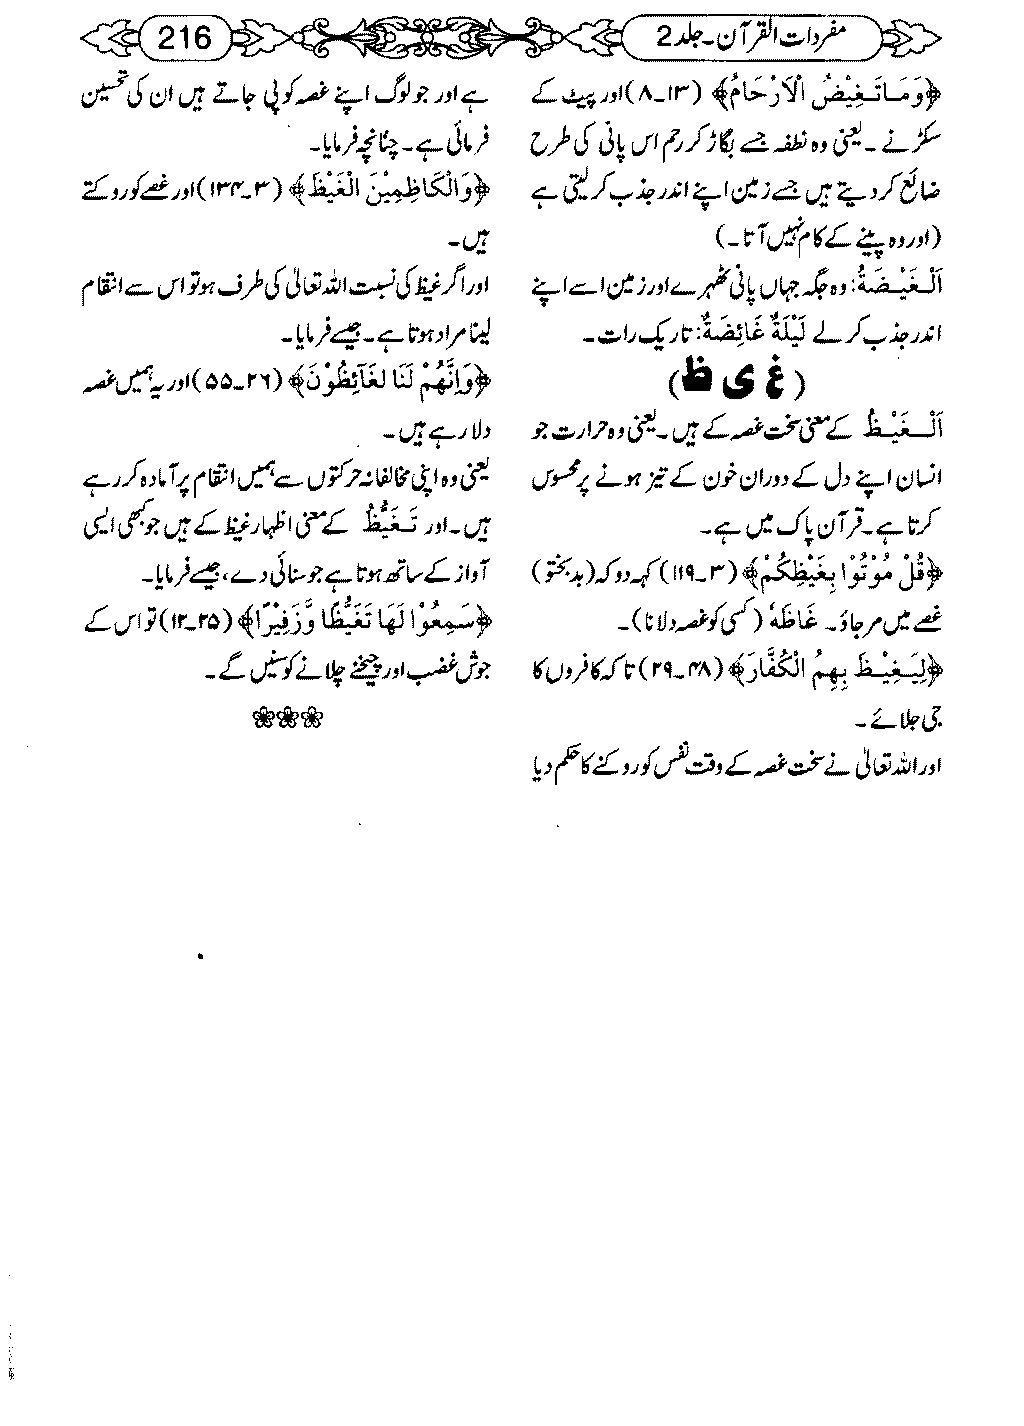 مفردات القرآن۔ جلد 2
216
﴿وَمَا تَغِيْضُ الْاَرْحَامُ﴾ (۱۳۔۸) اور پیٹ کے
سکڑنے ۔ یعنی وہ نطفہ جسے بگاڑ کر رحم اس پانی کی طرح
ضائع کر دیتے ہیں جسے زمین اپنے اندر جذب کر لیتی ہے
(اور وہ پینے کے کام نہیں آتا۔)
اَلْغَيْضَةُ: وہ جگہ جہاں پانی ٹھہرے اور زمین اسے اپنے
اندر جذب کرلے لَيْلَةٌ غَائِضَةٌ: تاریک رات۔
(غ ی ظ)
اَلْغَيْظُ کے معنی سخت غصہ کے ہیں۔ یعنی وہ حرارت جو
انسان اپنے دل کے دوران خون کے تیز ہونے پر محسوس
کرتا ہے۔ قرآن پاک میں ہے۔
﴿قُلْ مُوْتُوْا بِغَيْظِكُمْ﴾ (۳۔۱۱۹) کہہ دو کہ (بد بختو)
غصے میں مرجاؤ۔ غَاظَهٗ (کسی کو غصہ دلانا)۔
﴿لِيَغِيْظَ بِهِمُ الْكُفَّارَ﴾ (۴۸۔۲۹) تاکہ کافروں کا
جی جلائے ۔
اور اللہ تعالیٰ نے سخت غصہ کے وقت نفس کو روکنے کا حکم دیا
ہے اور جو لوگ اپنے غصہ کو پی جاتے ہیں ان کی تحسین
فرمائی ہے۔ چنانچہ فرمایا۔
﴿وَالْكَاظِمِيْنَ الْغَيْظَ﴾ (۳۔۱۳۴) اور غصے کو روکتے
ہیں۔
اور اگر غیظ کی نسبت اللہ تعالیٰ کی طرف ہو تو اس سے انتقام
لینا مراد ہوتا ہے۔ جیسے فرمایا۔
﴿وَاِنَّهُمْ لَنَا لَغَآئِظُوْنَ﴾ (۲۶۔۵۵) اور یہ ہمیں غصہ
دلا رہے ہیں۔
یعنی وہ اپنی مخالفانہ حرکتوں سے ہمیں انتقام پر آمادہ کر رہے
ہیں۔ اور تَغَيُّظٌ کے معنی اظہار غیظ کے ہیں جو کبھی ایسی
آواز کے ساتھ ہوتا ہے جو سنائی دے، جیسے فرمایا۔
﴿سَمِعُوْا لَهَا تَغَيُّظًا وَّزَفِيْرًا﴾ (۲۵۔۱۲) تو اس کے
جوش غضب اور چیخنے چلانے کو سنیں گے۔